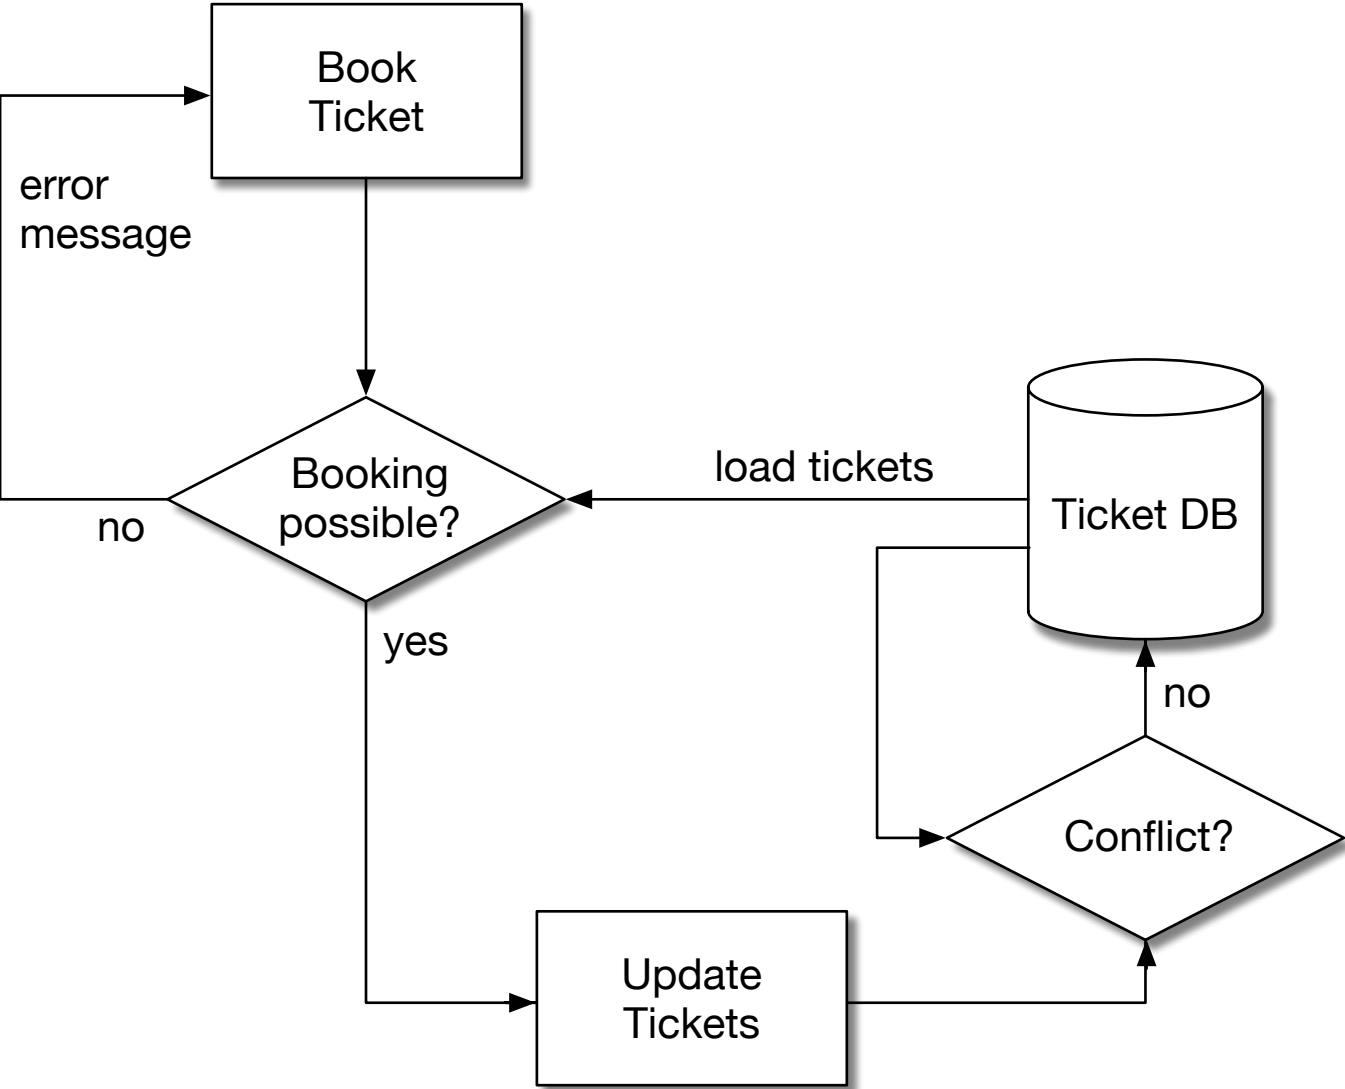 Book
Ticket
error
message
Booking
possible?
load tickets
Ticket DB
no
yes
no
Conflict?
Update
Tickets